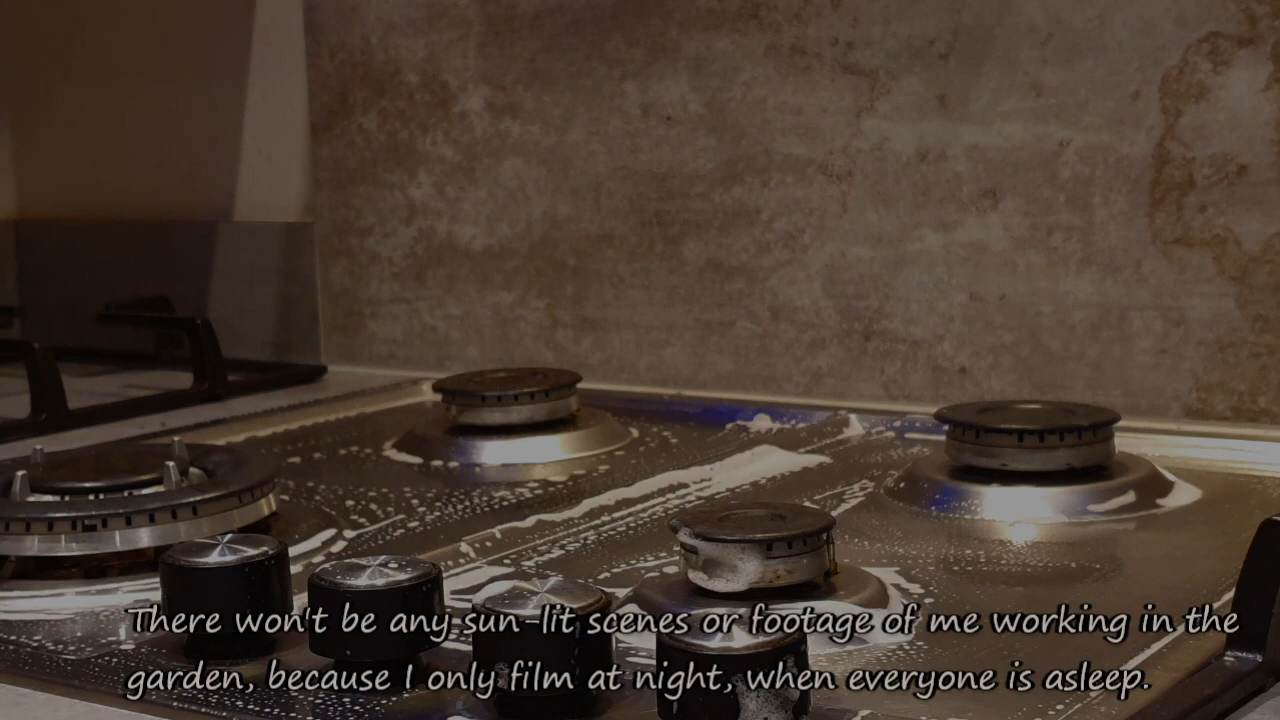 There won't be any sun-lit scenes or footage of me working in the
garden, because I only film at night, when everyone is asleep.